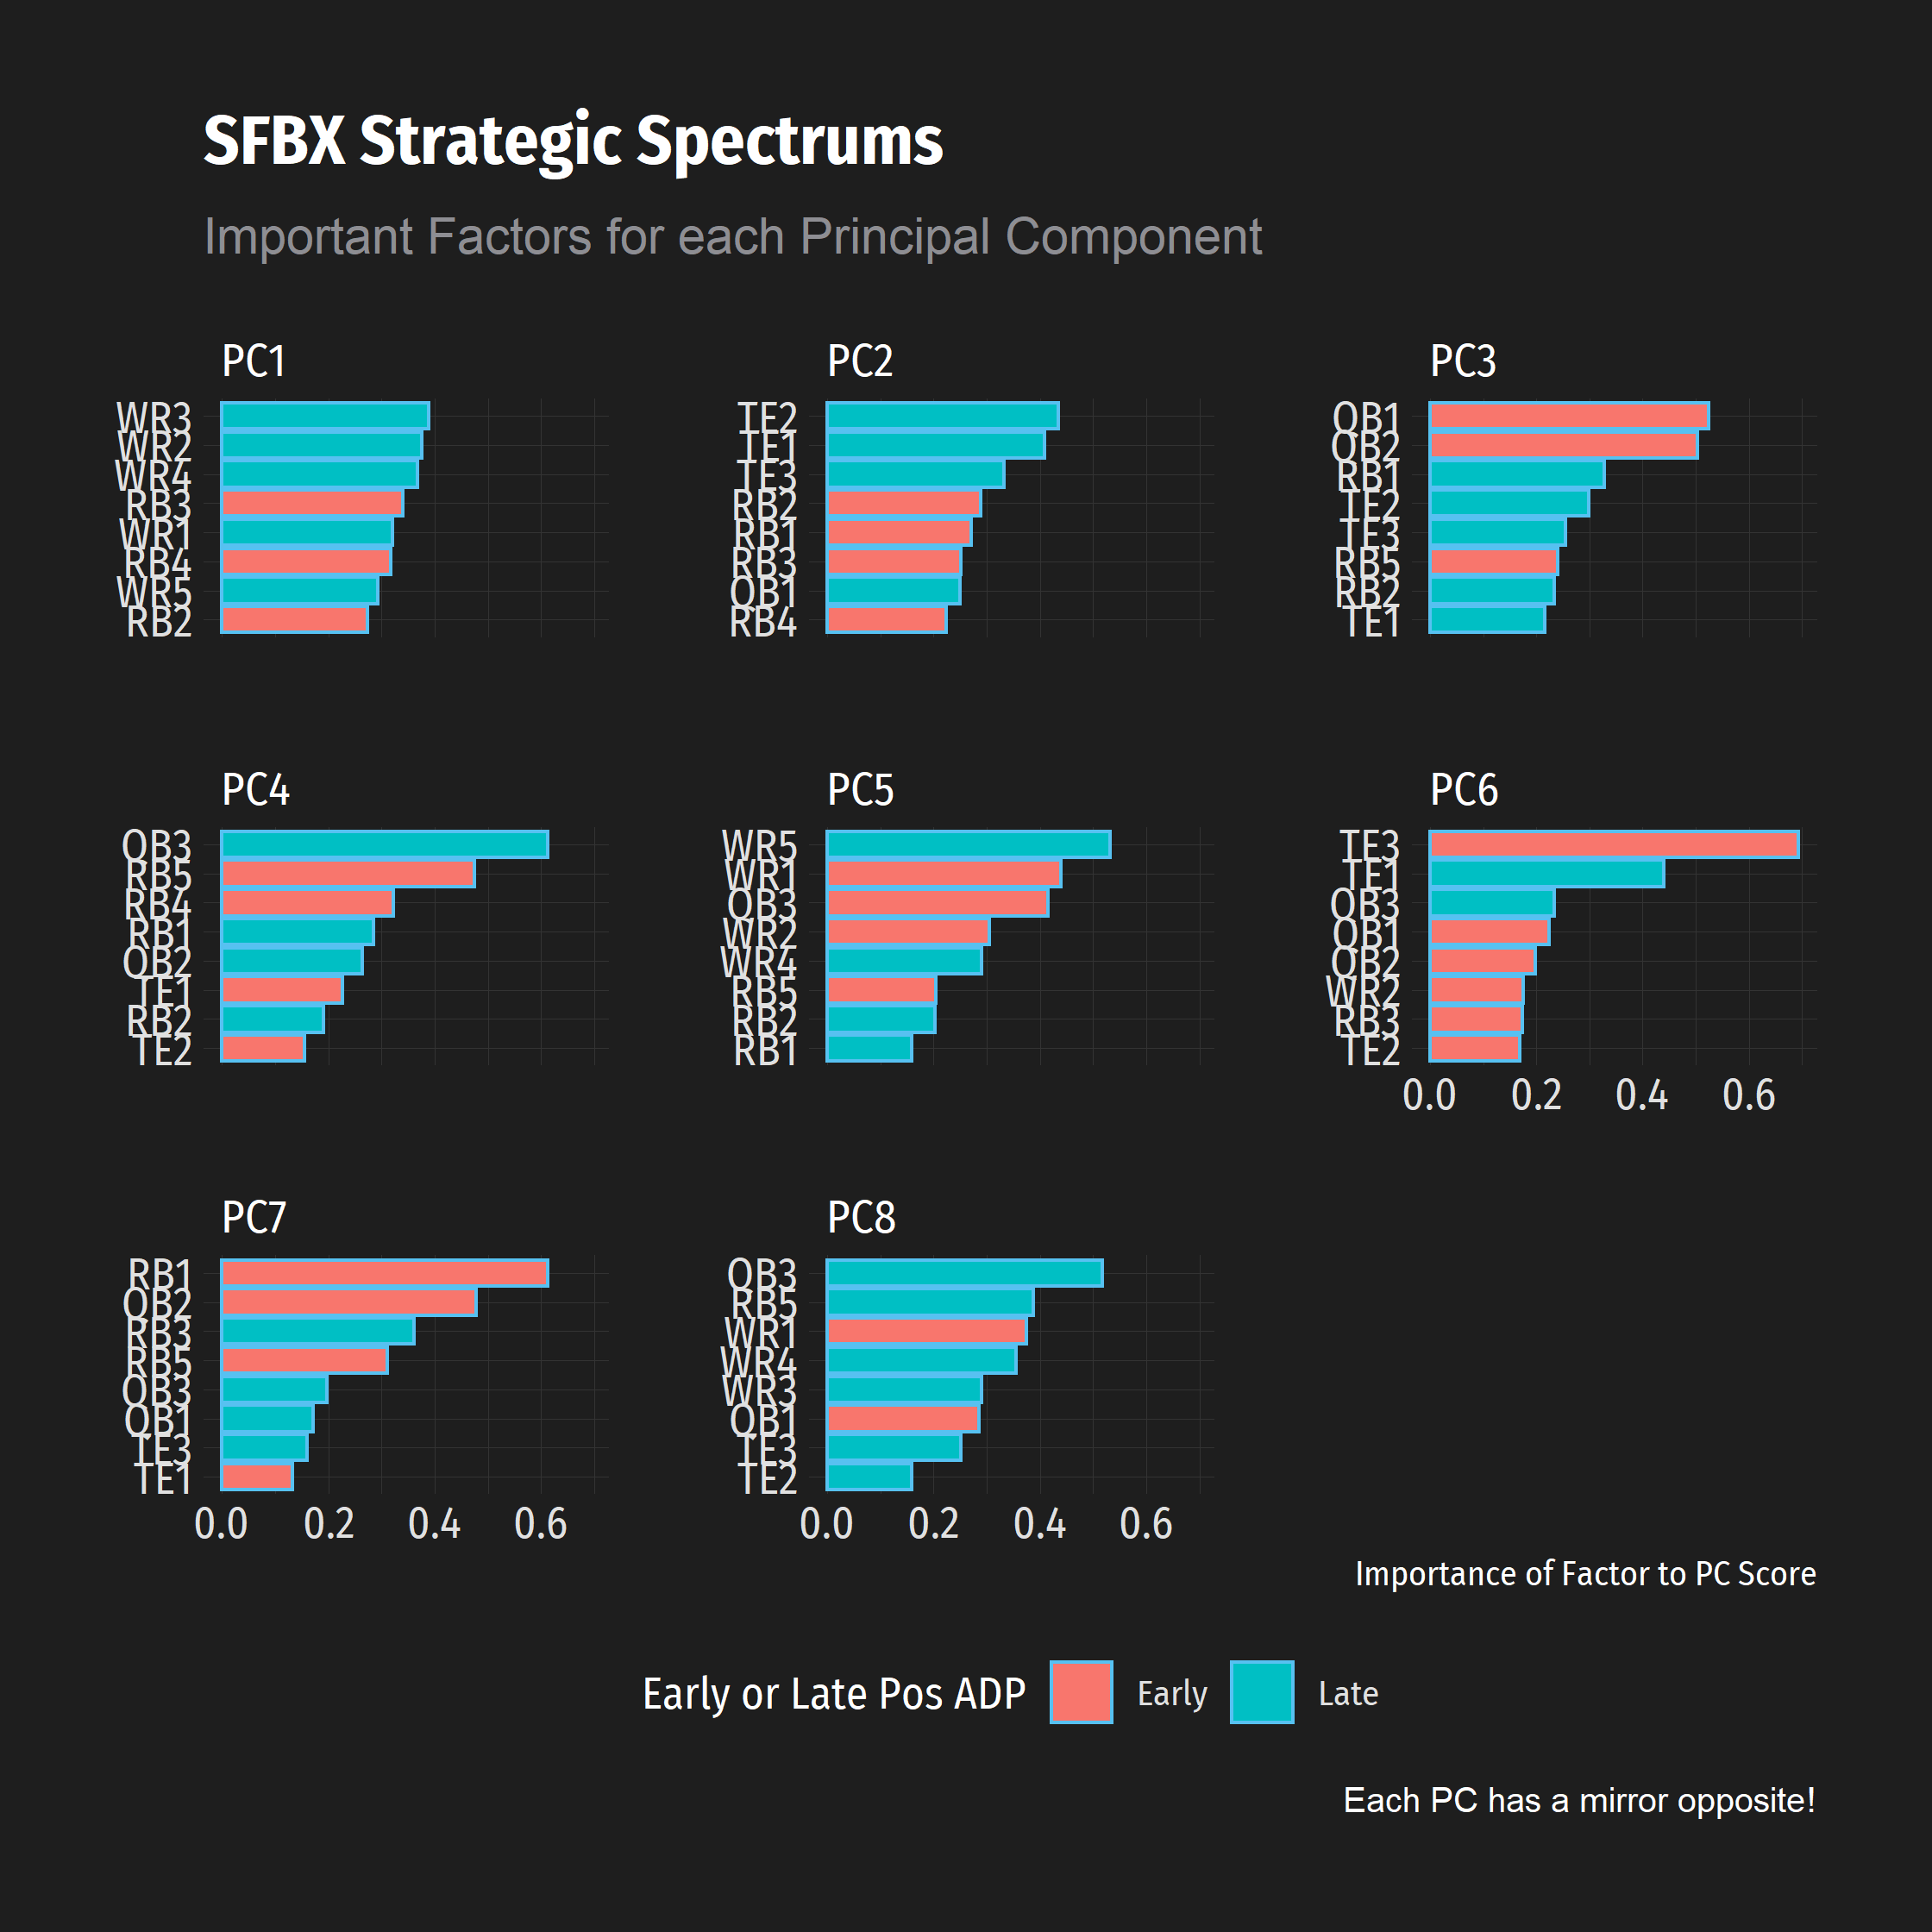 SFBX Strategic Spectrums
Important Factors for each Principal Component
PC1
WR3
WR2
WR4
RB3
WR1
RB4
WR5
RB2
PC2
TE2
TE1
TE3
RB2
RB1
RB3
QB1
RB4
PC3
QB1
QB2
RB1
TE2
TE3
RB5
RB2
TE1
PC4
QB3
RB5
RB4
RB1
QB2
TE1
RB2
TE2
PC5
WR5
WR1
QB3
WR2
WR4
RB5
RB2
RB1
PC6
TE3
TE1
QB3
QB1
QB2
WR2
RB3
TE2
0.0 0.2 0.4 0.6
PC7
RB1
QB2
RB3
RB5
QB3
QB1
TE3
TE1
0.0 0.2 0.4 0.6
PC8
QB3
RB5
WR1
WR4
WR3
QB1
TE3
TE2
0.0 0.2 0.4 0.6
Importance of Factor to PC Score
Early or Late Pos ADP Early Late
Each PC has a mirror opposite!